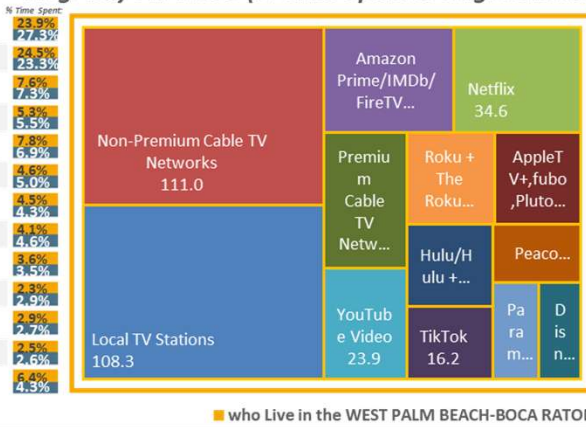 % Time Spent:
23.9%
27.3%
24.5%
23.3%
7.6%
7.3%
5.3%
5.5%
7.8%
6.9%
4.6%
5.0%
4.5%
4.3%
4.1%
4.6%
3.6%
3.5%
2.3%
2.9%
2.9%
2.7%
2.5%
2.6%
6.4%
4.3%
Non-Premium Cable TV
Networks
111.0
Local TV Stations
108.3
Amazon
Prime/IMDb/
FireTV...
Netflix
34.6
Premiu
m
Cable
TV
Netw...
Roku +
The
Roku...
AppleT
V+,fubo
,Pluto...
Hulu/H
ulu +...
Peaco...
YouTub
e Video
23.9
TikTok
16.2
Pa
ra
m...
D
is
n...
who Live in the WEST PALM BEACH-BOCA RATO